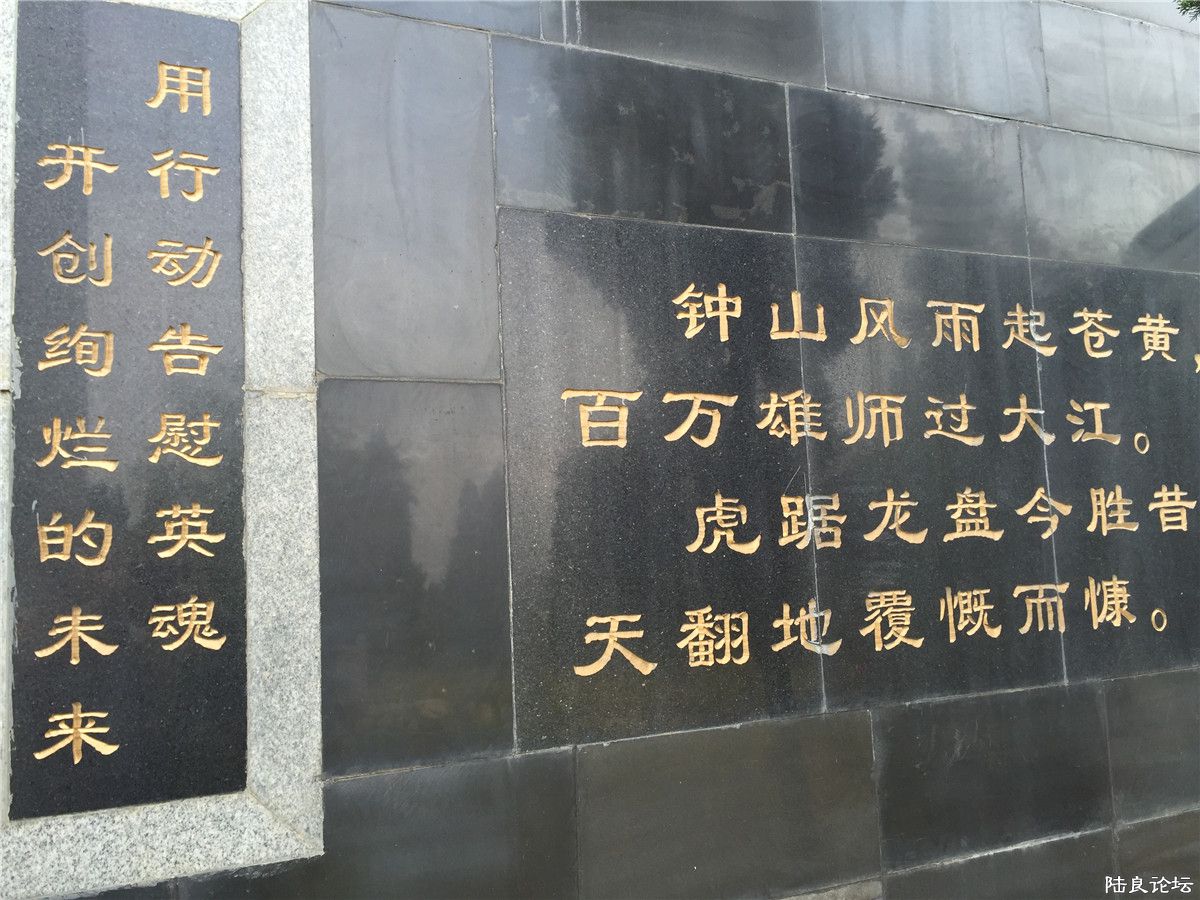 用行动告慰英魂
开创绚烂的未来
钟山风雨起苍黄，
百万雄师过大江。
虎踞龙盘今胜昔
天翻地覆慨而慷。
陆良论坛